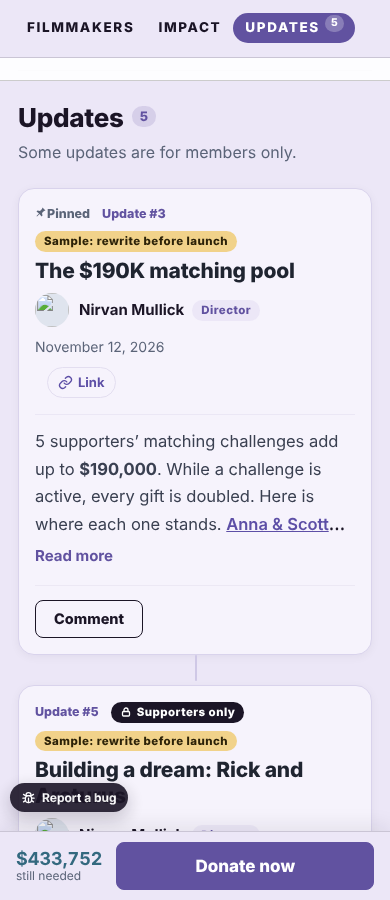 FILMMAKERS IMPACT UPDATES 5
Updates 5
Some updates are for members only.
Pinned Update #3
Sample: rewrite before launch
The $190K matching pool
Nirvan Mullick Director
November 12, 2026
Link
5 supporters’ matching challenges add
up to $190,000. While a challenge is
active, every gift is doubled. Here is
where each one stands. Anna & Scott...
Read more
Comment
Update #5 Supporters only
Sample: rewrite before launch
Building a dream: Rick and
Report a bug
$433,752
still needed
Donate now